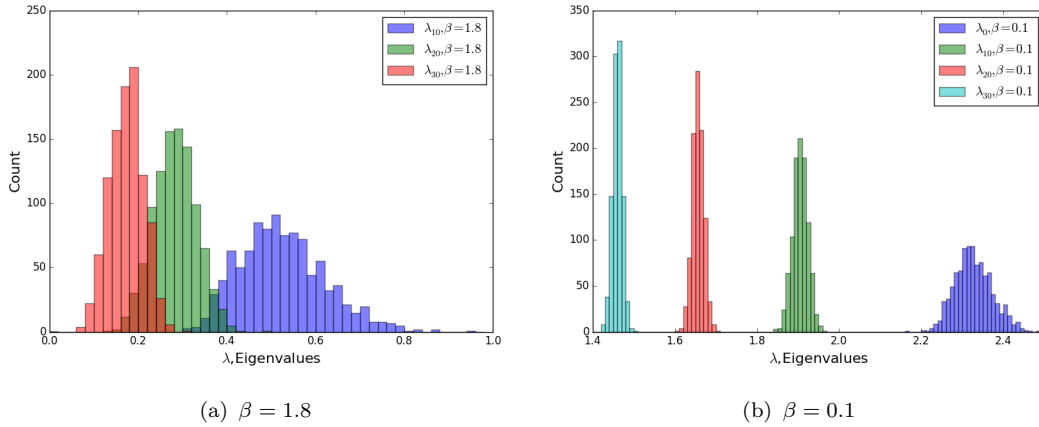 250
200
150
100
50
0
Count
0.0 0.2 0.4 0.6 0.8 1.0
λ,Eigenvalues
λ₁₀,β=1.8
λ₂₀,β=1.8
λ₃₀,β=1.8
(a) β = 1.8
350
300
250
200
150
100
50
0
Count
1.4 1.6 1.8 2.0 2.2 2.4
λ,Eigenvalues
λ₀,β=0.1
λ₁₀,β=0.1
λ₂₀,β=0.1
λ₃₀,β=0.1
(b) β = 0.1